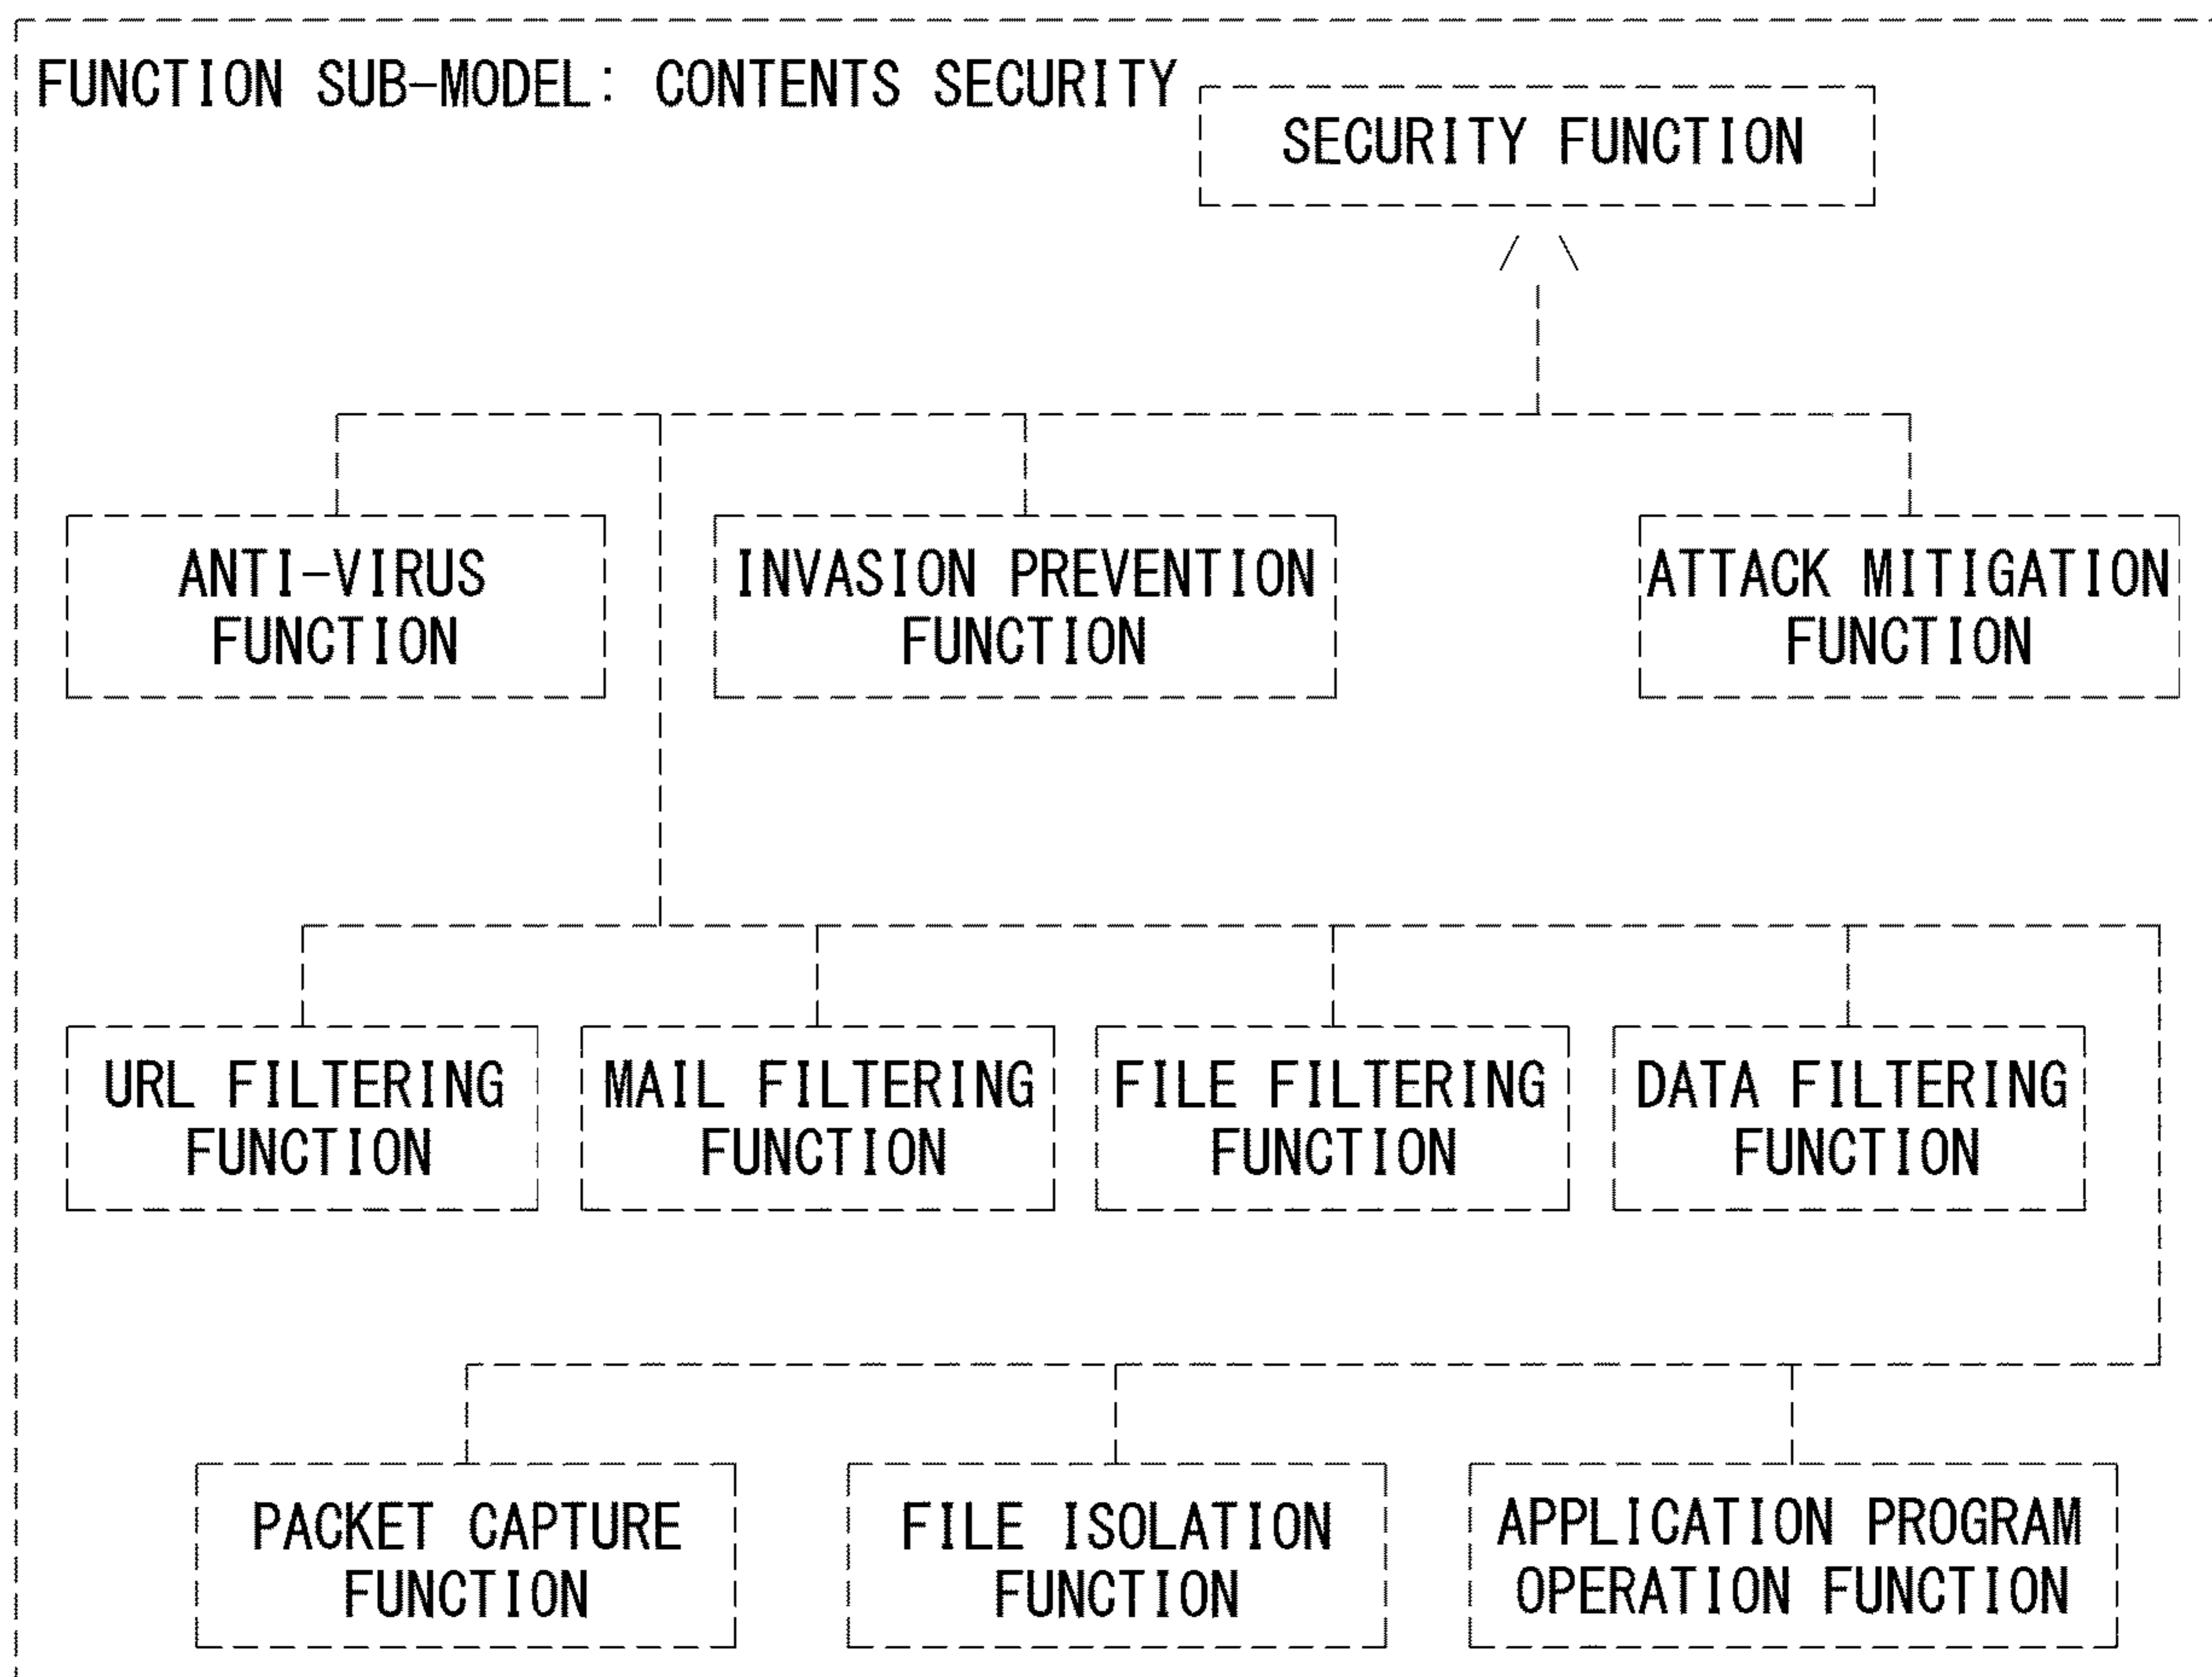 FUNCTION SUB-MODEL: CONTENTS SECURITY
SECURITY FUNCTION
ANTI-VIRUS
FUNCTION
INVASION PREVENTION
FUNCTION
ATTACK MITIGATION
FUNCTION
URL FILTERING
FUNCTION
MAIL FILTERING
FUNCTION
FILE FILTERING
FUNCTION
DATA FILTERING
FUNCTION
PACKET CAPTURE
FUNCTION
FILE ISOLATION
FUNCTION
APPLICATION PROGRAM
OPERATION FUNCTION